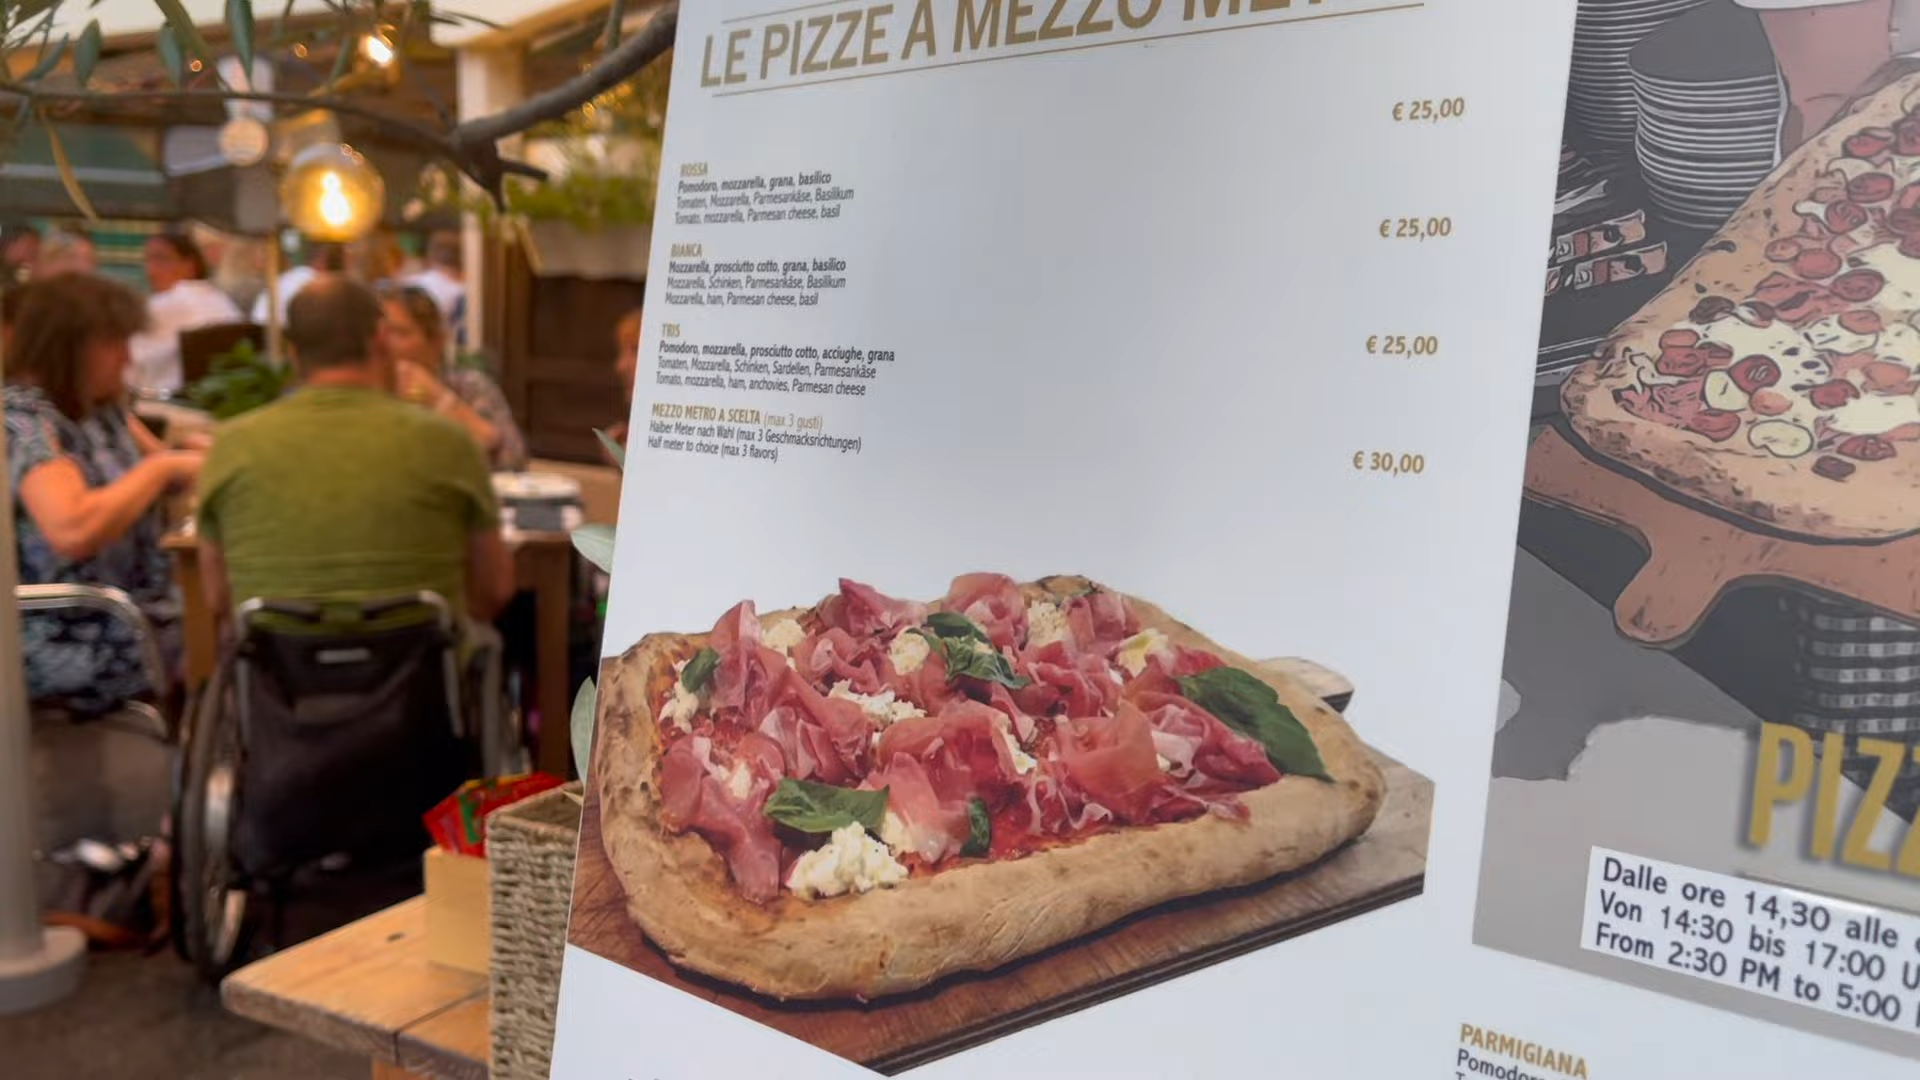 LE PIZZE A MEZZO
€ 25,00
ROSSA
Pomodoro, mozzarella, grana, basilico
Tomaten, Mozzarella, Parmesankäse, Basilikum
Tomato, mozzarella, Parmesan cheese, basil
€ 25,00
BIANCA
Mozzarella, prosciutto cotto, grana, basilico
Mozzarella, Schinken, Parmesankäse, Basilikum
Mozzarella, ham, Parmesan cheese, basil
€ 25,00
TRIS
Pomodoro, mozzarella, prosciutto cotto, acciughe, grana
Tomaten, Mozzarella, Schinken, Sardellen, Parmesankäse
Tomato, mozzarella, ham, anchovies, Parmesan cheese
€ 30,00
MEZZO METRO A SCELTA (max 3 gusti)
Halber Meter nach Wahl (max 3 Geschmacksrichtungen)
Half meter to choice (max 3 flavors)
PIZZ
Dalle ore 14,30 alle
Von 14:30 bis 17:00 U
From 2:30 PM to 5:00
PARMIGIANA
Pomodor